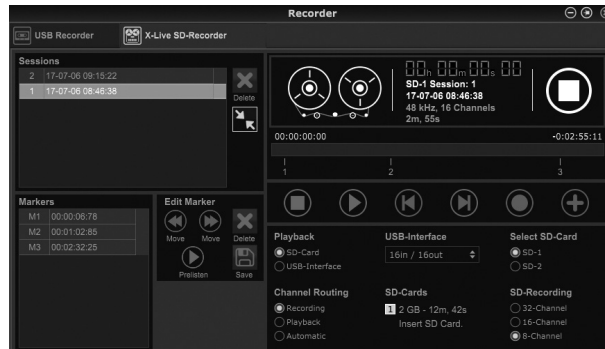 Recorder
USB Recorder
X-Live SD-Recorder
Sessions
2 17-07-06 09:15:22
1 17-07-06 08:46:38
Delete
00h 00m 00s 00
SD-1 Session: 1
17-07-06 08:46:38
48 kHz, 16 Channels
2m, 55s
00:00:00:00
-0:02:55:11
1 2 3
Markers
M1 00:00:06:78
M2 00:01:02:85
M3 00:02:32:25
Edit Marker
Move Move Delete
Prelisten Save
Playback
SD-Card
USB-Interface
USB-Interface
16in / 16out
Select SD-Card
SD-1
SD-2
Channel Routing
Recording
Playback
Automatic
SD-Cards
1 2 GB - 12m, 42s
Insert SD Card.
SD-Recording
32-Channel
16-Channel
8-Channel